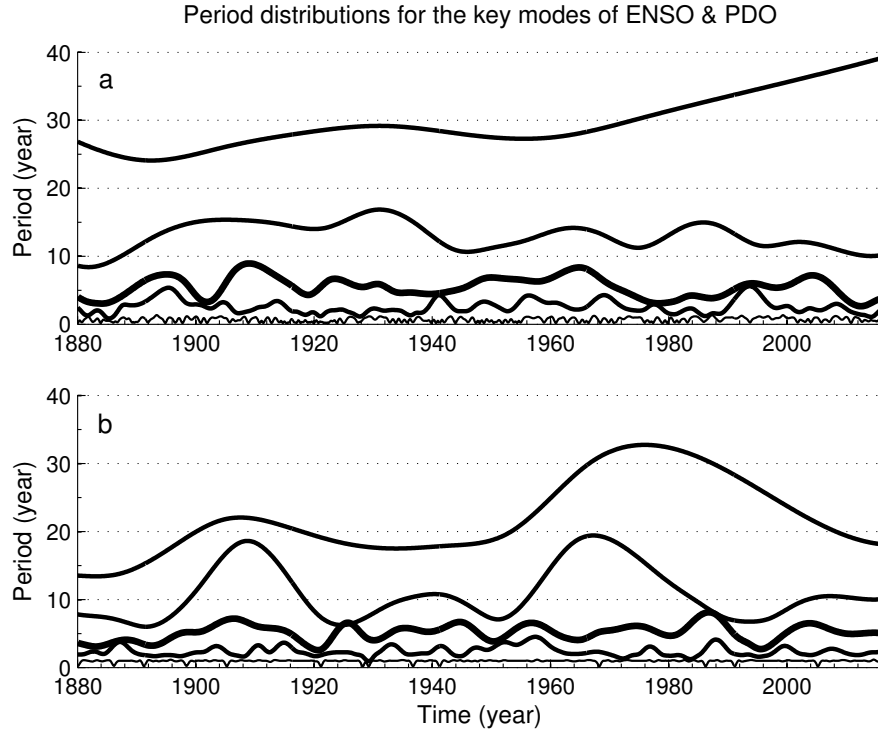 Period distributions for the key modes of ENSO & PDO
a
Period (year)
40
30
20
10
0
1880 1900 1920 1940 1960 1980 2000
b
Period (year)
40
30
20
10
0
1880 1900 1920 1940 1960 1980 2000
Time (year)